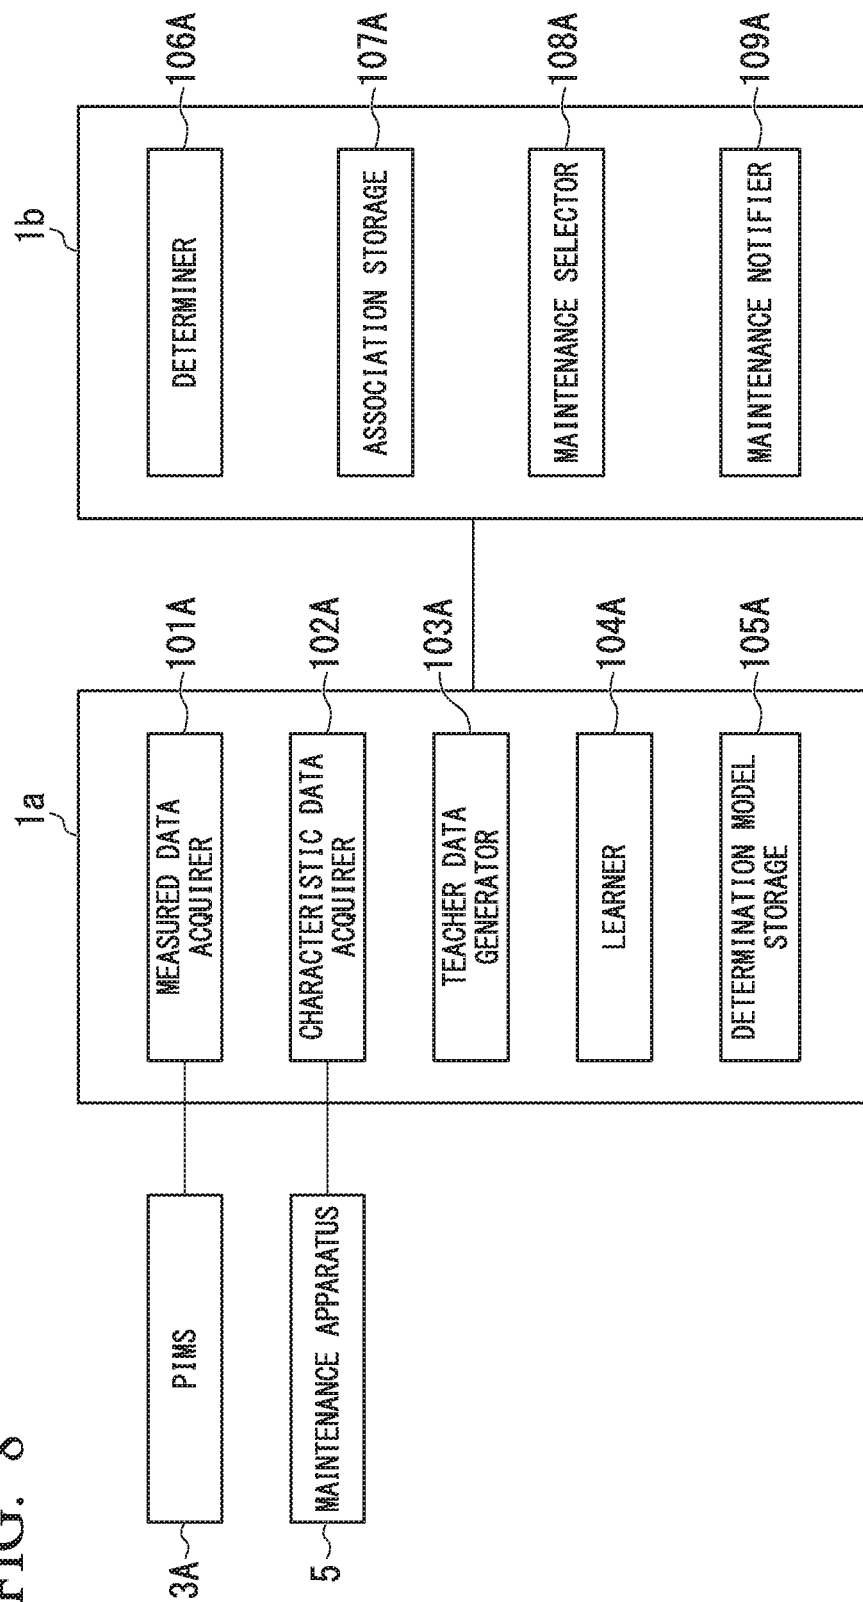 FIG. 8
1a
1b
3A
PIMS
MEASURED DATA
ACQUIRER
101A
DETERMINER
106A
5
MAINTENANCE APPARATUS
CHARACTERISTIC DATA
ACQUIRER
102A
ASSOCIATION STORAGE
107A
TEACHER DATA
GENERATOR
103A
LEARNER
104A
MAINTENANCE SELECTOR
108A
DETERMINATION MODEL
STORAGE
105A
MAINTENANCE NOTIFIER
109A